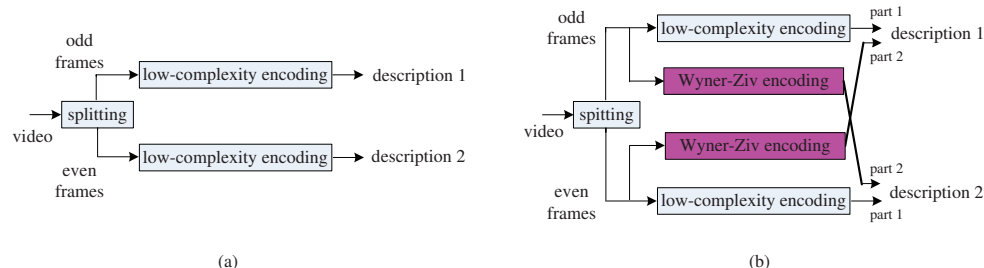 odd
frames
low-complexity encoding
description 1
splitting
video
low-complexity encoding
description 2
even
frames
(a)
odd
frames
low-complexity encoding
part 1
description 1
part 2
Wyner-Ziv encoding
spitting
video
Wyner-Ziv encoding
part 2
description 2
even
frames
low-complexity encoding
part 1
(b)